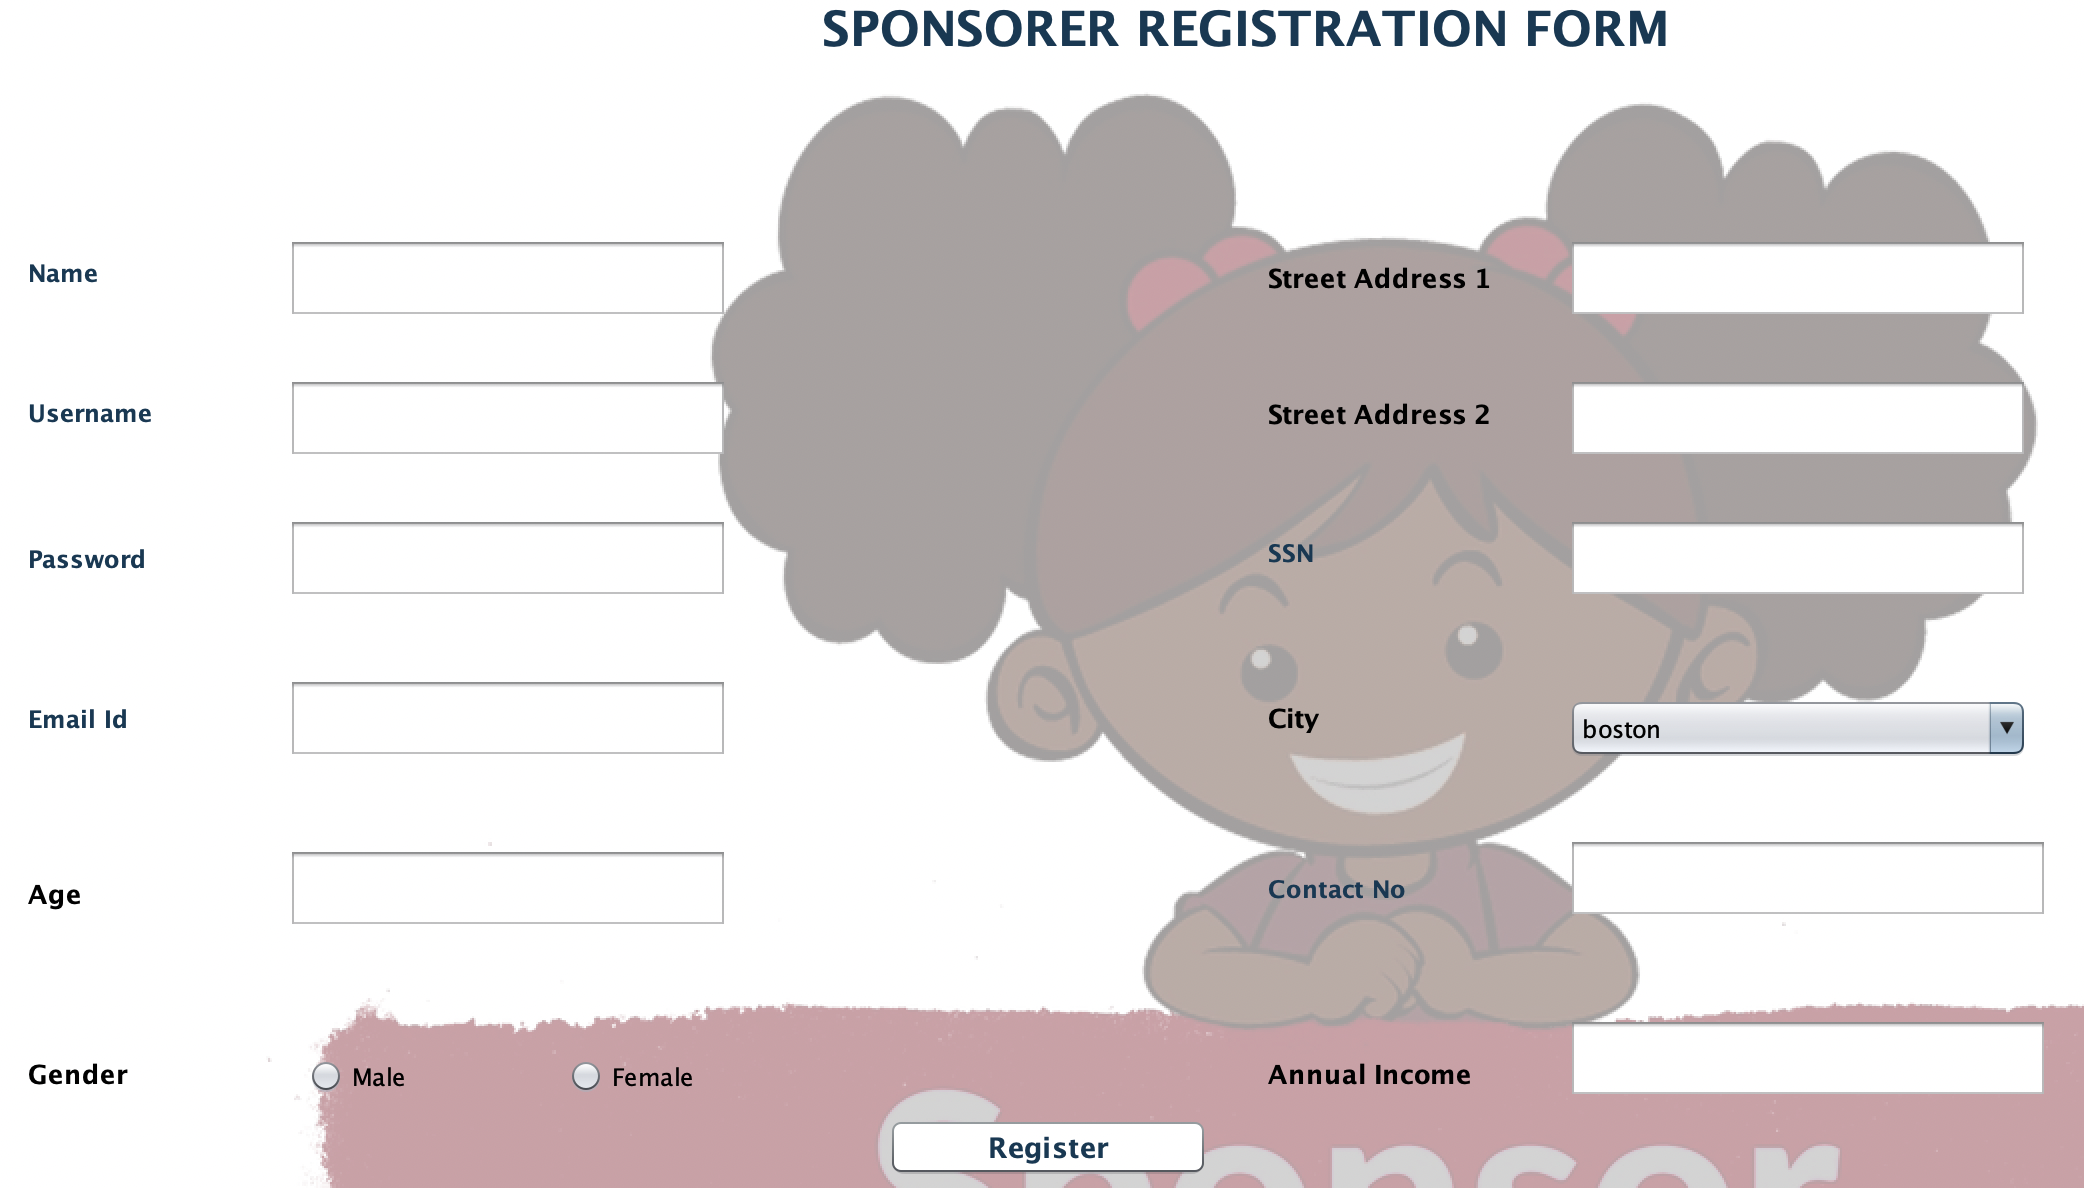 SPONSORER REGISTRATION FORM
Name
Street Address 1
Username
Street Address 2
Password
SSN
Email Id
City
boston
Age
Contact No
Gender
Male
Female
Annual Income
Register
Sponsor